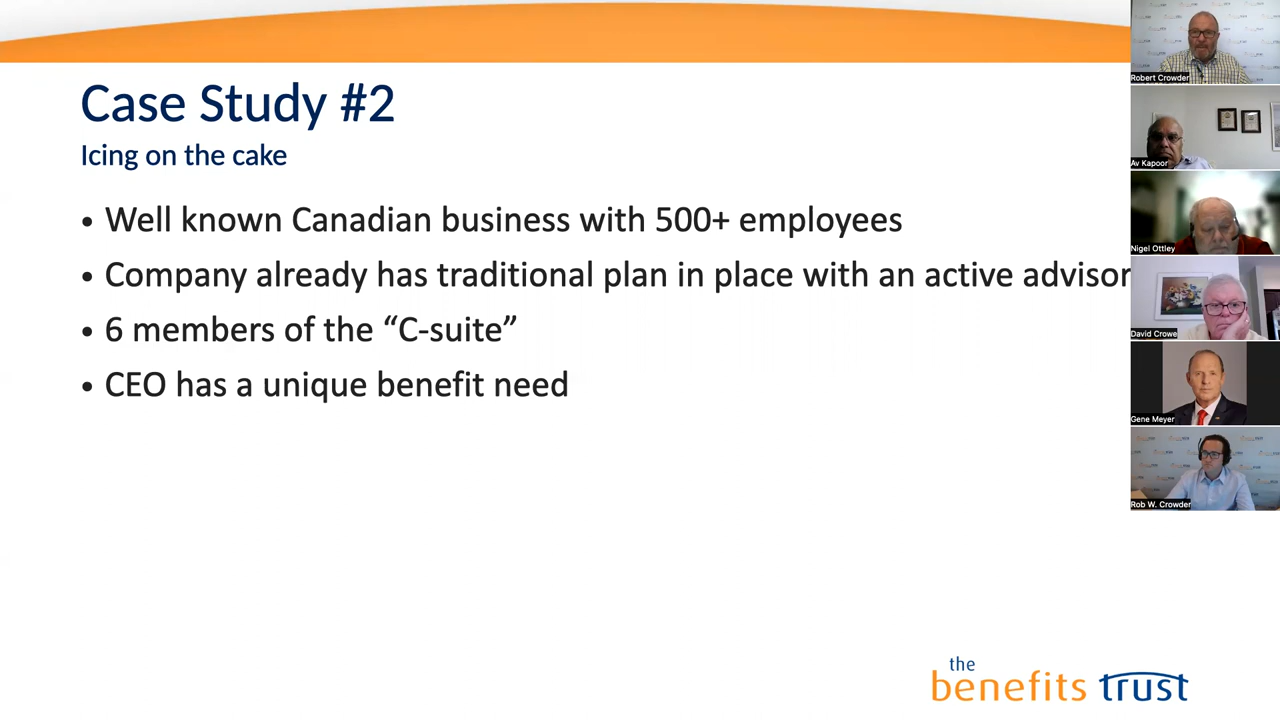 Case Study #2
Icing on the cake
• Well known Canadian business with 500+ employees
• Company already has traditional plan in place with an active advisor
• 6 members of the “C-suite”
• CEO has a unique benefit need
the
benefits trust
Robert Crowder
Av Kapoor
Nigel Ottley
David Crowe
Gene Meyer
Rob W. Crowder